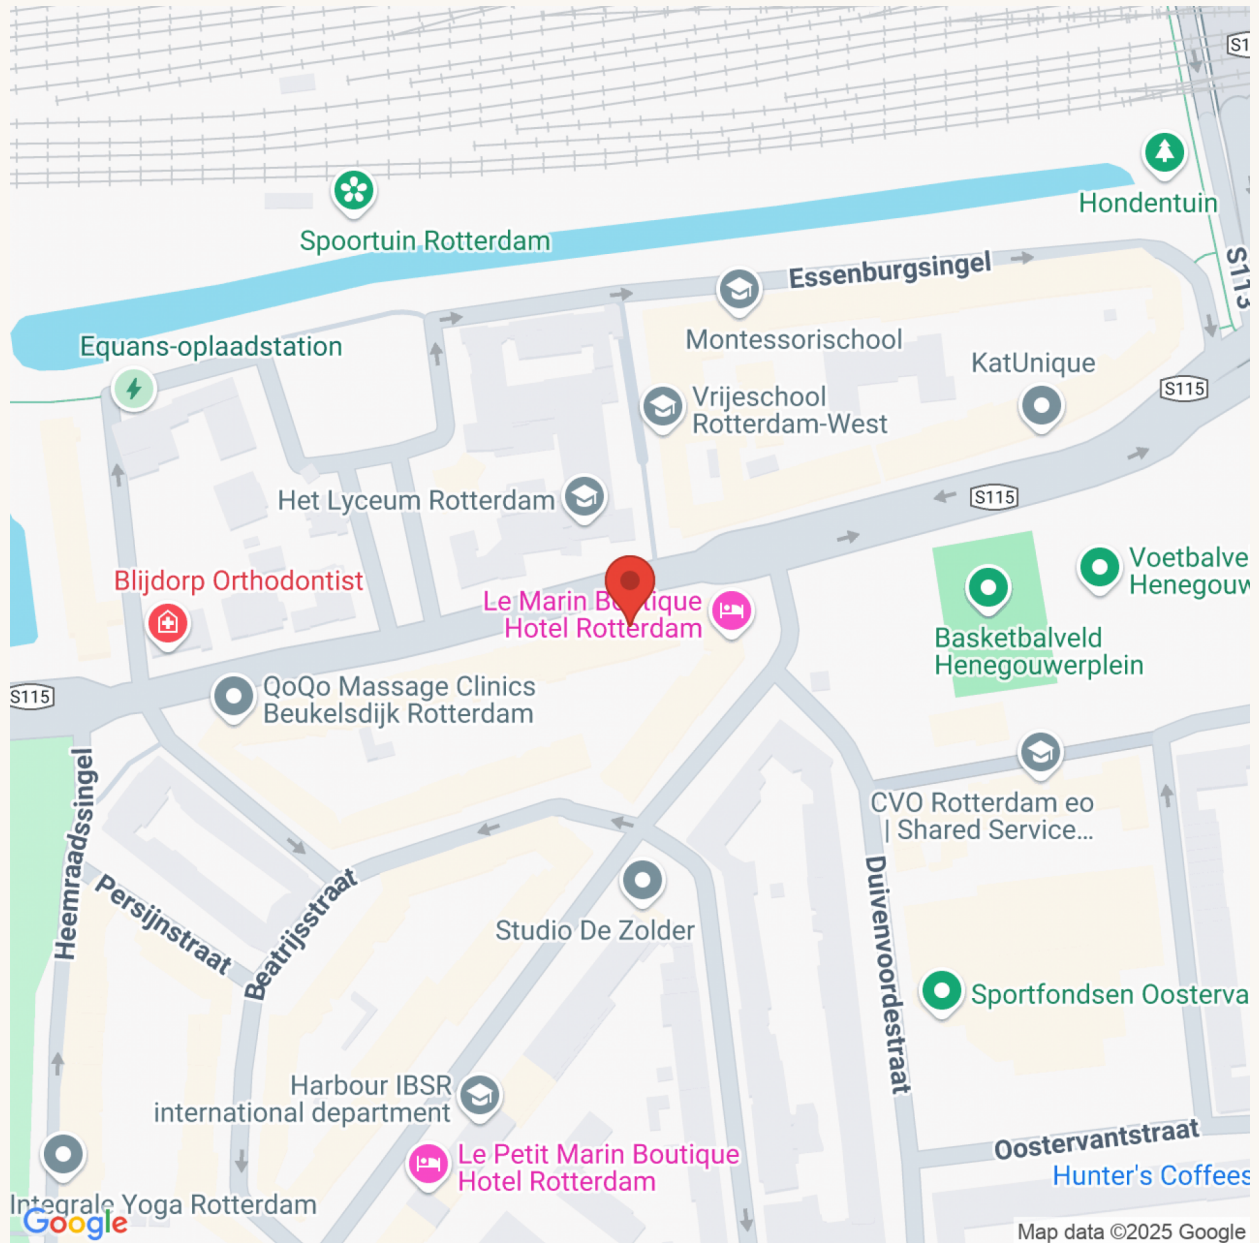 S1
Hondentuin
Spoortuin Rotterdam
Essenburgsingel
S113
Montessorischool
Equans-oplaadstation
KatUnique
S115
Vrijeschool
Rotterdam-West
Het Lyceum Rotterdam
S115
Voetbalve
Henegouw
Blijdorp Orthodontist
Le Marin Boutique
Hotel Rotterdam
Basketbalveld
Henegouwerplein
S115
QoQo Massage Clinics
Beukelsdijk Rotterdam
Heemraadssingel
CVO Rotterdam eo
| Shared Service...
Persijnstraat
Beatrijsstraat
Duivenvoordestraat
Studio De Zolder
Sportfondsen Oosterva
Harbour IBSR
international department
Oostervantstraat
Le Petit Marin Boutique
Hotel Rotterdam
Hunter's Coffees
Integrale Yoga Rotterdam
Google
Map data ©2025 Google